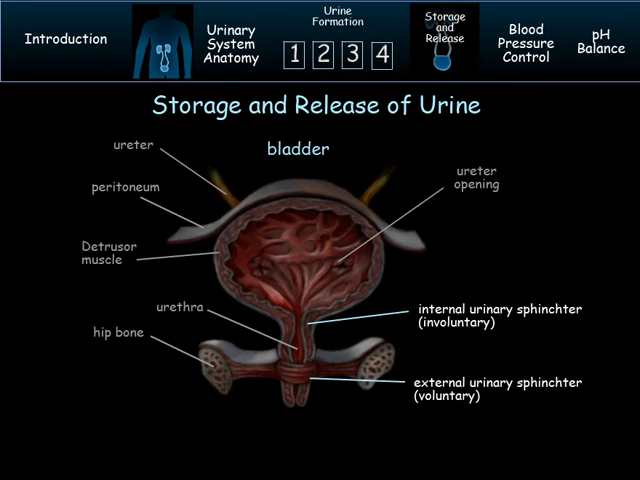 Introduction
Urinary
System
Anatomy
Urine
Formation
1 2 3 4
Storage
and
Release
Blood
Pressure
Control
pH
Balance
Storage and Release of Urine
bladder
ureter
peritoneum
ureter
opening
Detrusor
muscle
urethra
hip bone
internal urinary sphinchter
(involuntary)
external urinary sphinchter
(voluntary)